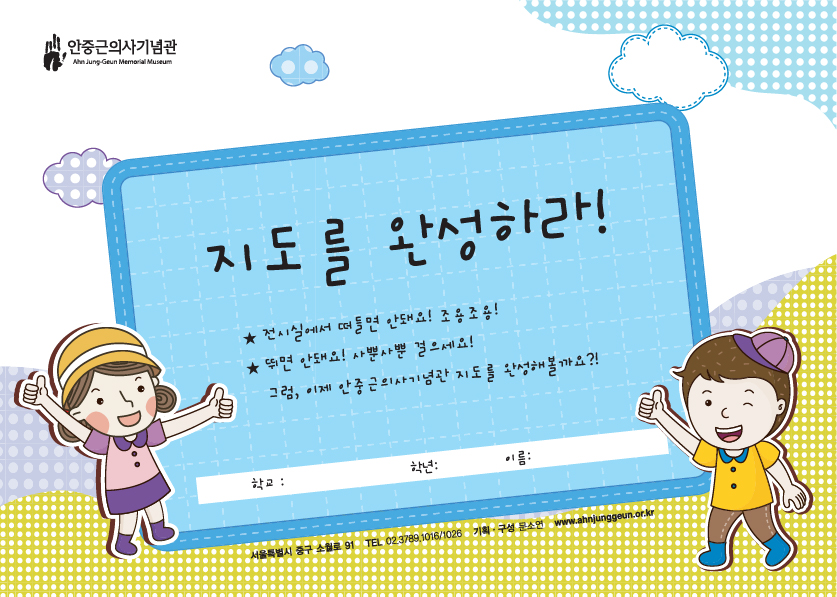 안중근의사기념관
Ahn Jung-Geun Memorial Museum
지도를 완성하라!
★ 전시실에서 떠들면 안돼요! 조용조용!
★ 뛰면 안돼요! 사뿐사뿐 걸으세요!
그럼, 이제 안중근의사기념관 지도를 완성해볼까요?!
학교 : 학년: 이름:
서울특별시 중구 소월로 91 TEL 02.3789.1016/1026 기획·구성 문소언 www.ahnjunggeun.or.kr